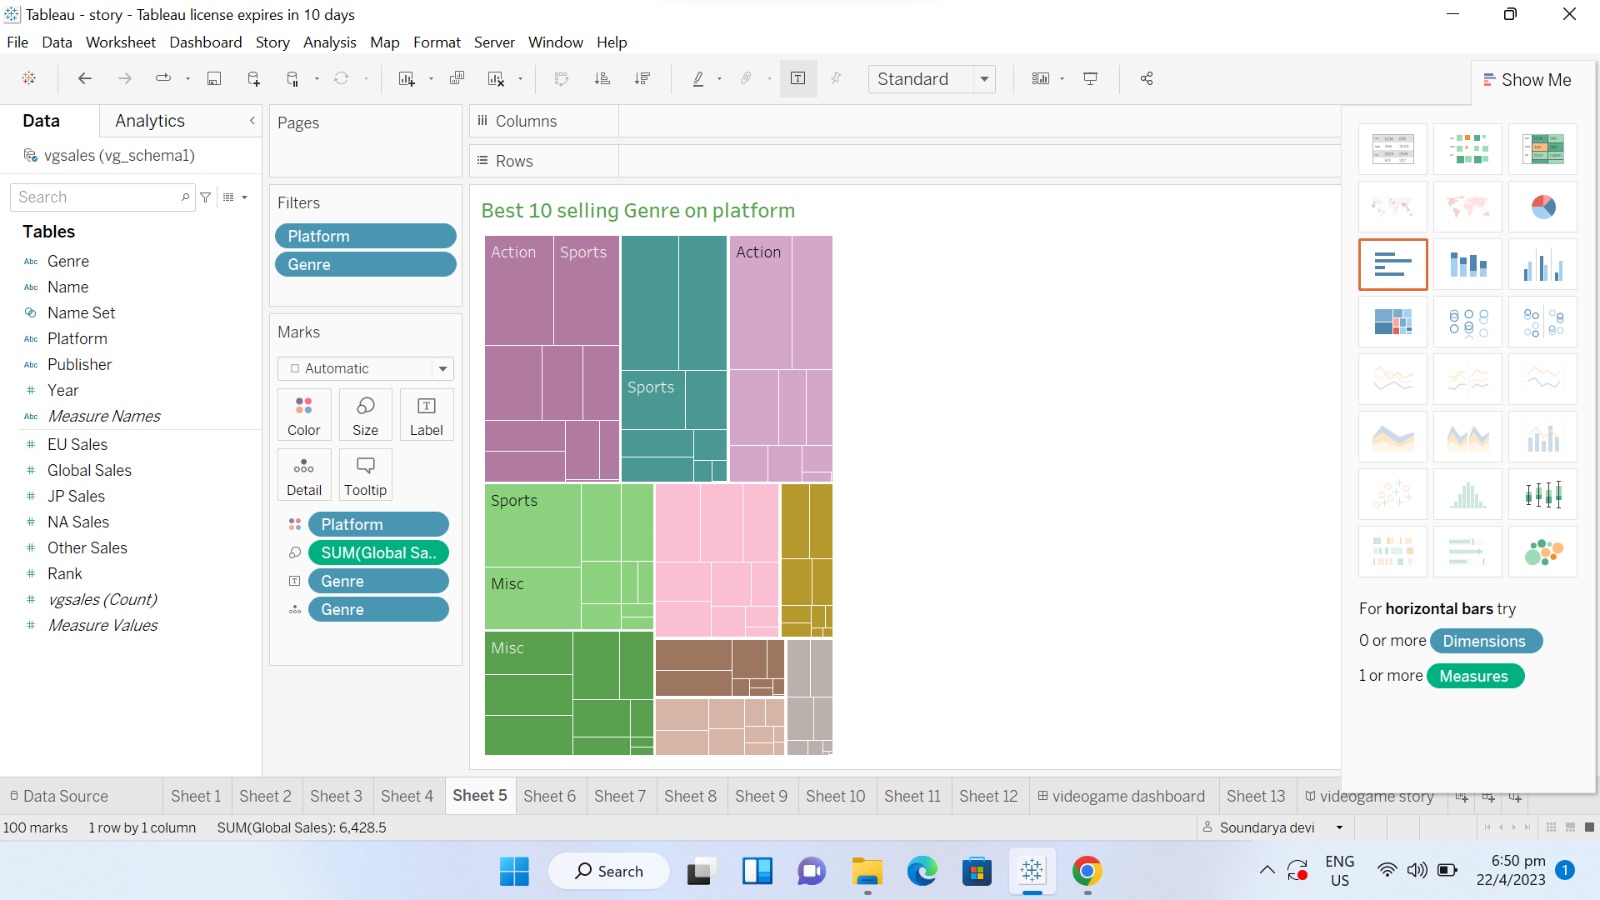 Tableau - story - Tableau license expires in 10 days
File Data Worksheet Dashboard Story Analysis Map Format Server Window Help
Standard
Show Me
Data Analytics
vgsales (vg_schema1)
Search
Tables
Abc Genre
Abc Name
Name Set
Abc Platform
Abc Publisher
# Year
Abc Measure Names
# EU Sales
# Global Sales
# JP Sales
# NA Sales
# Other Sales
# Rank
# vgsales (Count)
# Measure Values
Pages
Filters
Platform
Genre
Marks
Automatic
Color Size Label
Detail Tooltip
Platform
SUM(Global Sa..
Genre
Genre
Columns
Rows
Best 10 selling Genre on platform
Action Sports Action
Sports
Sports
Misc
Misc
For horizontal bars try
0 or more Dimensions
1 or more Measures
Data Source Sheet 1 Sheet 2 Sheet 3 Sheet 4 Sheet 5 Sheet 6 Sheet 7 Sheet 8 Sheet 9 Sheet 10 Sheet 11 Sheet 12 videogame dashboard Sheet 13 videogame story
100 marks 1 row by 1 column SUM(Global Sales): 6,428.5 Soundarya devi
Search
ENG
US
6:50 pm
22/4/2023
1